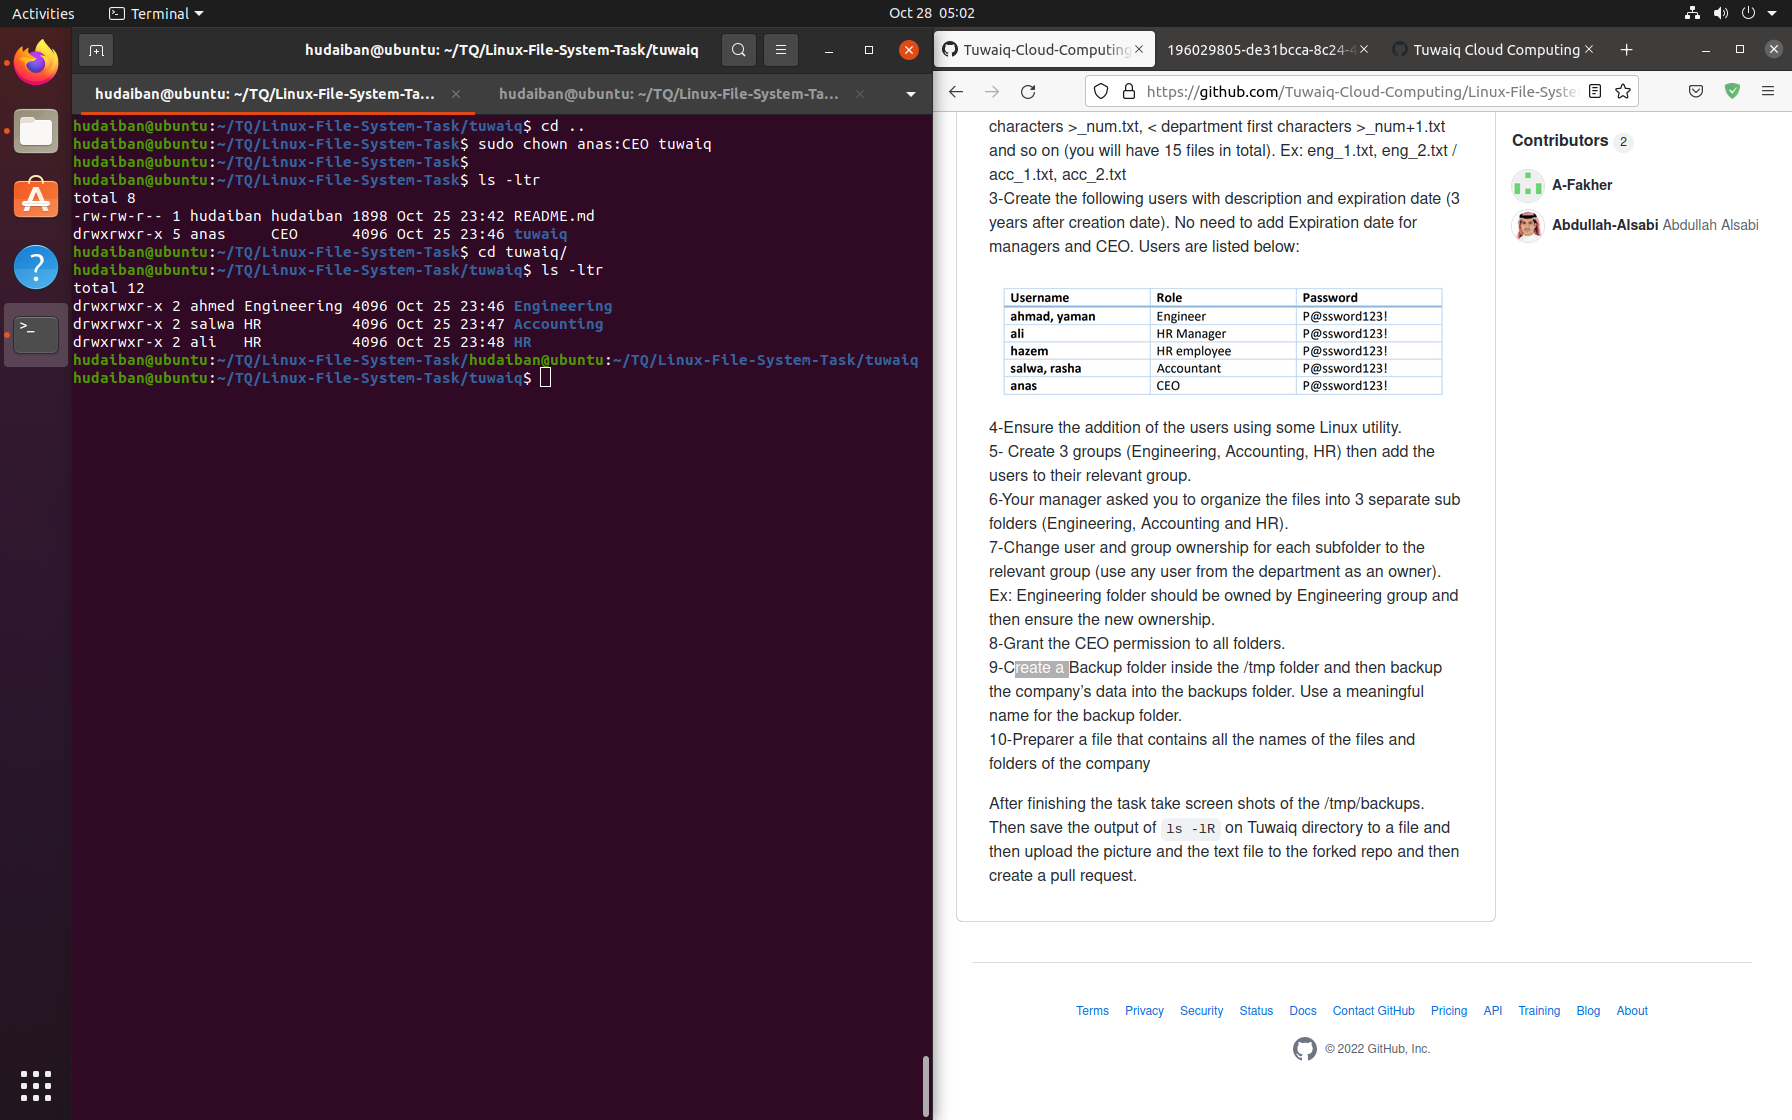 Activities
Terminal
Oct 28 05:02
hudaiban@ubuntu: ~/TQ/Linux-File-System-Task/tuwaiq
hudaiban@ubuntu: ~/TQ/Linux-File-System-Ta...
hudaiban@ubuntu: ~/TQ/Linux-File-System-Ta...
hudaiban@ubuntu:~/TQ/Linux-File-System-Task/tuwaiq$ cd ..
hudaiban@ubuntu:~/TQ/Linux-File-System-Task$ sudo chown anas:CEO tuwaiq
hudaiban@ubuntu:~/TQ/Linux-File-System-Task$
hudaiban@ubuntu:~/TQ/Linux-File-System-Task$ ls -ltr
total 8
-rw-rw-r-- 1 hudaiban hudaiban 1898 Oct 25 23:42 README.md
drwxrwxr-x 5 anas     CEO      4096 Oct 25 23:46 tuwaiq
hudaiban@ubuntu:~/TQ/Linux-File-System-Task$ cd tuwaiq/
hudaiban@ubuntu:~/TQ/Linux-File-System-Task/tuwaiq$ ls -ltr
total 12
drwxrwxr-x 2 ahmed Engineering 4096 Oct 25 23:46 Engineering
drwxrwxr-x 2 salwa HR          4096 Oct 25 23:47 Accounting
drwxrwxr-x 2 ali   HR          4096 Oct 25 23:48 HR
hudaiban@ubuntu:~/TQ/Linux-File-System-Task/hudaiban@ubuntu:~/TQ/Linux-File-System-Task/tuwaiq
hudaiban@ubuntu:~/TQ/Linux-File-System-Task/tuwaiq$
Tuwaiq-Cloud-Computing
196029805-de31bcca-8c24-4
Tuwaiq Cloud Computing
https://github.com/Tuwaiq-Cloud-Computing/Linux-File-Syste
characters >_num.txt, < department first characters >_num+1.txt
and so on (you will have 15 files in total). Ex: eng_1.txt, eng_2.txt /
acc_1.txt, acc_2.txt
3-Create the following users with description and expiration date (3
years after creation date). No need to add Expiration date for
managers and CEO. Users are listed below:
Username Role Password
ahmad, yaman Engineer P@ssword123!
ali HR Manager P@ssword123!
hazem HR employee P@ssword123!
salwa, rasha Accountant P@ssword123!
anas CEO P@ssword123!
4-Ensure the addition of the users using some Linux utility.
5- Create 3 groups (Engineering, Accounting, HR) then add the
users to their relevant group.
6-Your manager asked you to organize the files into 3 separate sub
folders (Engineering, Accounting and HR).
7-Change user and group ownership for each subfolder to the
relevant group (use any user from the department as an owner).
Ex: Engineering folder should be owned by Engineering group and
then ensure the new ownership.
8-Grant the CEO permission to all folders.
9-Create a Backup folder inside the /tmp folder and then backup
the company’s data into the backups folder. Use a meaningful
name for the backup folder.
10-Preparer a file that contains all the names of the files and
folders of the company
After finishing the task take screen shots of the /tmp/backups.
Then save the output of ls -lR on Tuwaiq directory to a file and
then upload the picture and the text file to the forked repo and then
create a pull request.
Contributors 2
A-Fakher
Abdullah-Alsabi Abdullah Alsabi
Terms Privacy Security Status Docs Contact GitHub Pricing API Training Blog About
© 2022 GitHub, Inc.